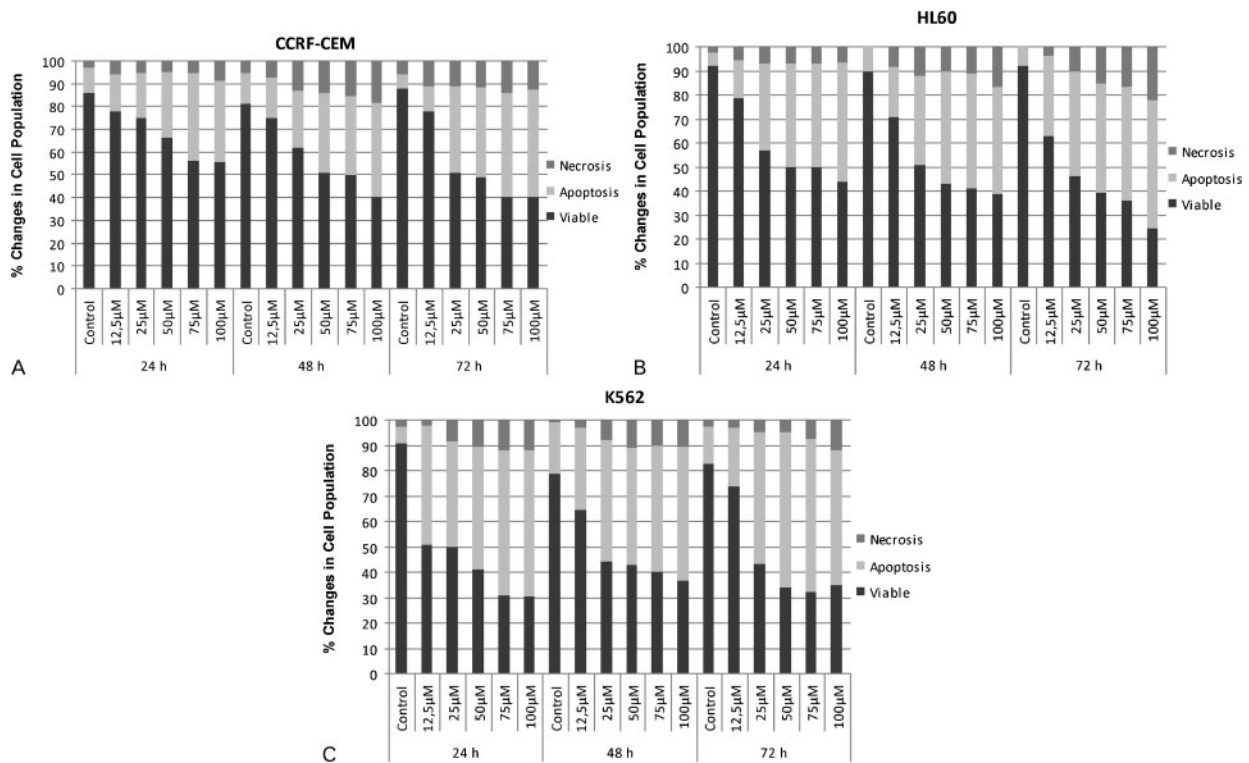 CCRF-CEM
% Changes in Cell Population
100
90
80
70
60
50
40
30
20
10
0
Control
12,5µM
25µM
50µM
75µM
100µM
Control
12,5µM
25µM
50µM
75µM
100µM
Control
12,5µM
25µM
50µM
75µM
100µM
24 h
48 h
72 h
Necrosis
Apoptosis
Viable
A
HL60
% Changes in Cell Population
100
90
80
70
60
50
40
30
20
10
0
Control
12,5µM
25µM
50µM
75µM
100µM
Control
12,5µM
25µM
50µM
75µM
100µM
Control
12,5µM
25µM
50µM
75µM
100µM
24 h
48 h
72 h
Necrosis
Apoptosis
Viable
B
K562
% Changes in Cell Population
100
90
80
70
60
50
40
30
20
10
0
Control
12,5µM
25µM
50µM
75µM
100µM
Control
12,5µM
25µM
50µM
75µM
100µM
Control
12,5µM
25µM
50µM
75µM
100µM
24 h
48 h
72 h
Necrosis
Apoptosis
Viable
C